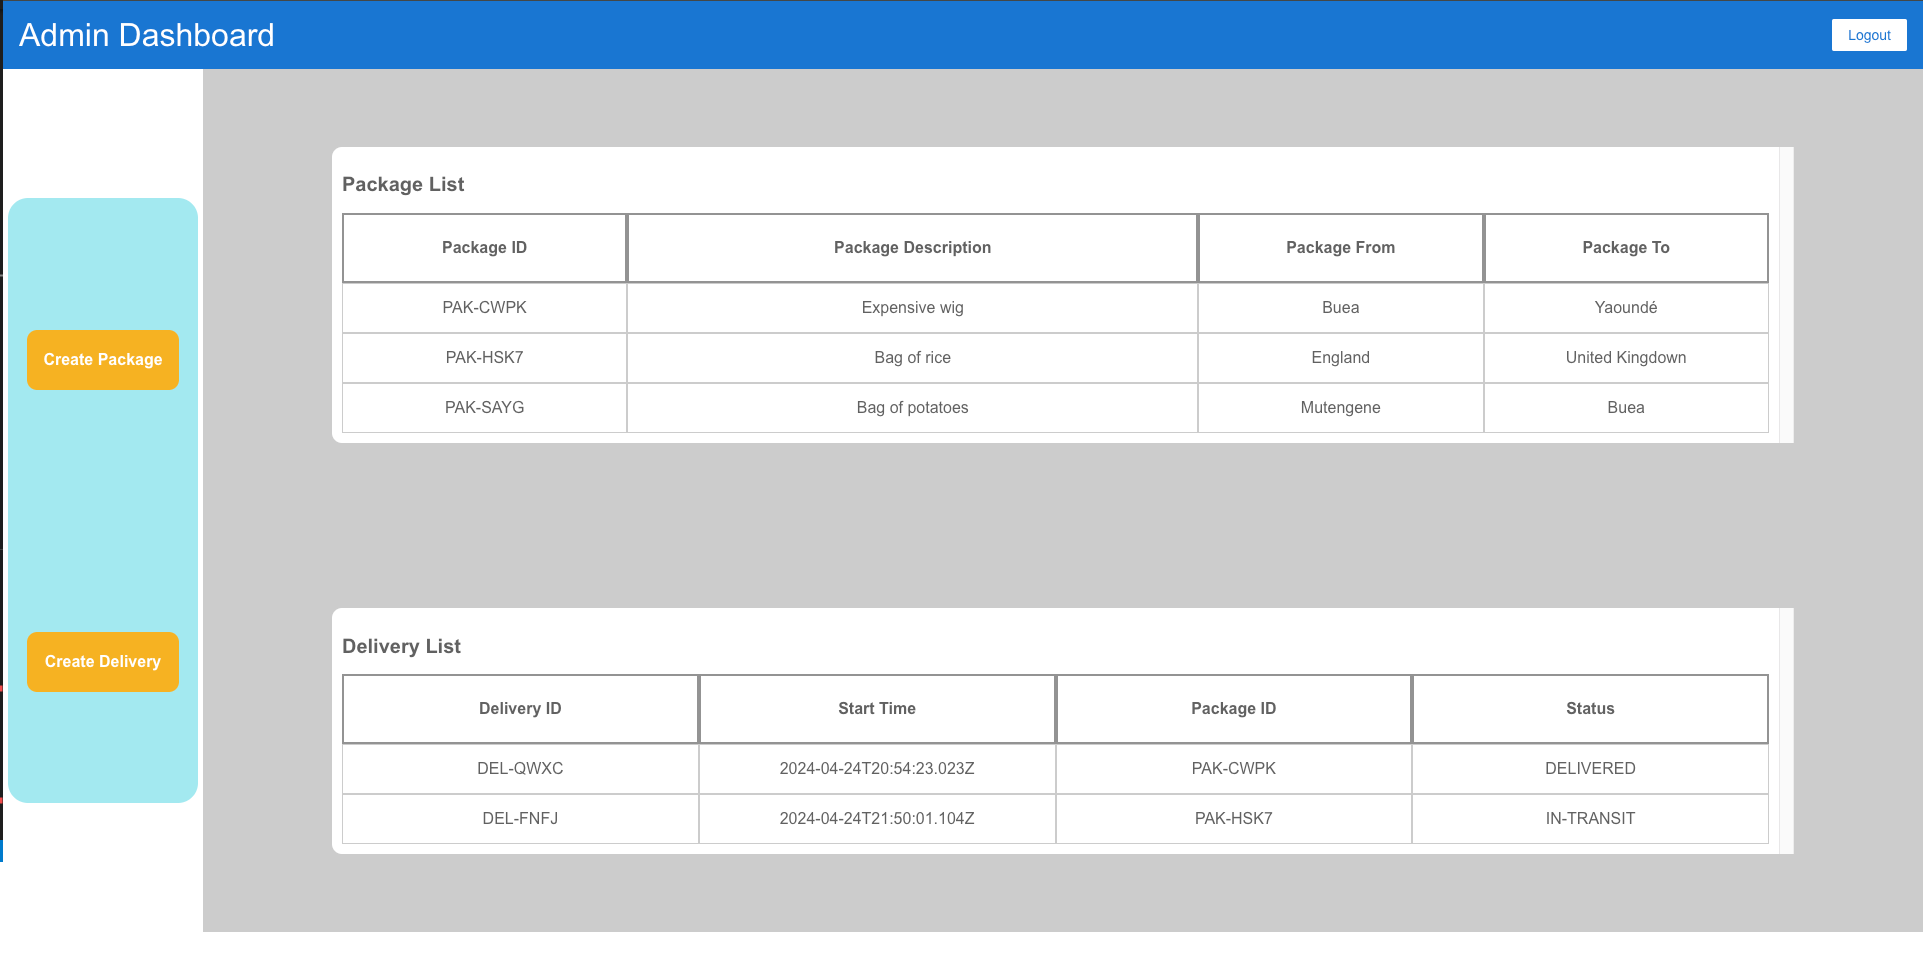 Admin Dashboard
Logout
Create Package
Create Delivery
Package List
Package ID Package Description Package From Package To
PAK-CWPK Expensive wig Buea Yaoundé
PAK-HSK7 Bag of rice England United Kingdown
PAK-SAYG Bag of potatoes Mutengene Buea
Delivery List
Delivery ID Start Time Package ID Status
DEL-QWXC 2024-04-24T20:54:23.023Z PAK-CWPK DELIVERED
DEL-FNFJ 2024-04-24T21:50:01.104Z PAK-HSK7 IN-TRANSIT